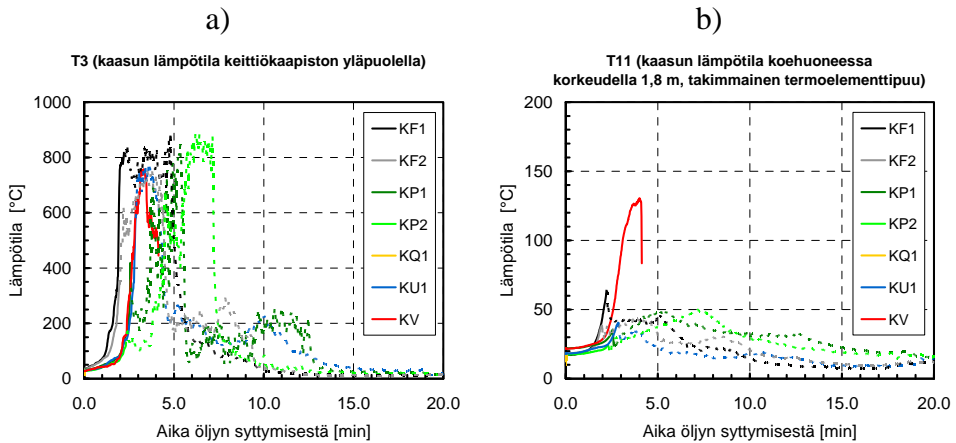 a)
T3 (kaasun lämpötila keittiökaapiston yläpuolella)
1000
800
600
400
200
0
Lämpötila [°C]
0.0 5.0 10.0 15.0 20.0
Aika öljyn syttymisestä [min]
KF1
KF2
KP1
KP2
KQ1
KU1
KV
b)
T11 (kaasun lämpötila koehuoneessa
korkeudella 1,8 m, takimmainen termoelementtipuu)
200
150
100
50
0
Lämpötila [°C]
0.0 5.0 10.0 15.0 20.0
Aika öljyn syttymisestä [min]
KF1
KF2
KP1
KP2
KQ1
KU1
KV